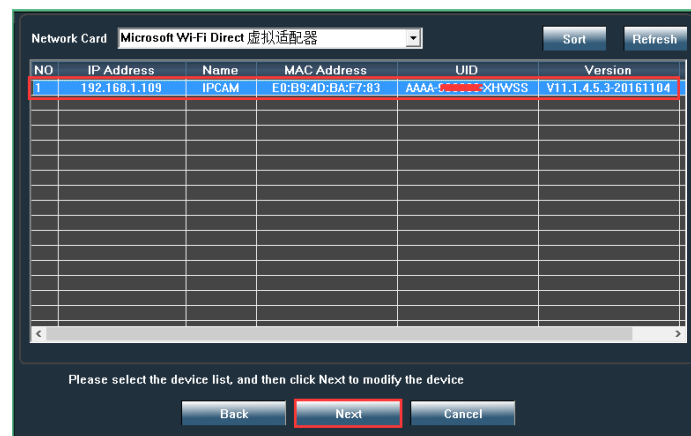 Network Card Microsoft Wi-Fi Direct 虚拟适配器 Sort Refresh
NO IP Address Name MAC Address UID Version
1 192.168.1.109 IPCAM E0:B9:4D:BA:F7:83 AAAA- -XHWSS V11.1.4.5.3-20161104
Please select the device list, and then click Next to modify the device
Back Next Cancel